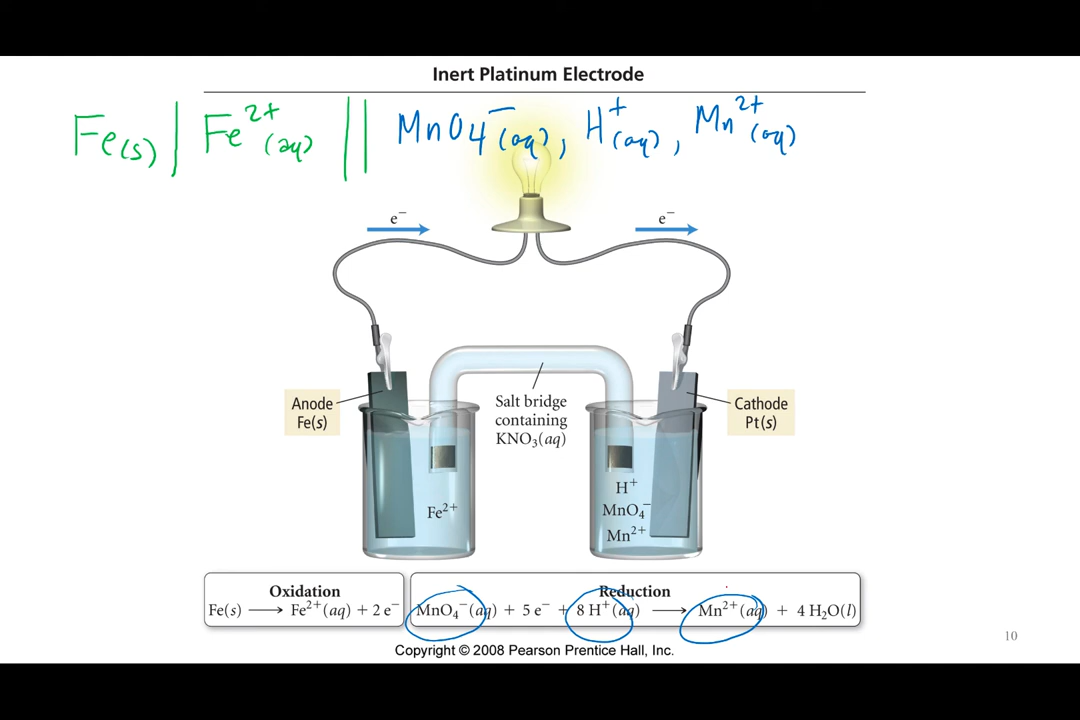 Inert Platinum Electrode
Fe(s) | Fe²⁺(aq) || MnO₄⁻(aq), H⁺(aq), Mn²⁺(aq)
e⁻ e⁻
Anode
Fe(s)
Salt bridge
containing
KNO₃(aq)
Cathode
Pt(s)
Fe²⁺
H⁺
MnO₄⁻
Mn²⁺
Oxidation
Fe(s) ⟶ Fe²⁺(aq) + 2 e⁻
Reduction
MnO₄⁻(aq) + 5 e⁻ + 8 H⁺(aq) ⟶ Mn²⁺(aq) + 4 H₂O(l)
10
Copyright © 2008 Pearson Prentice Hall, Inc.